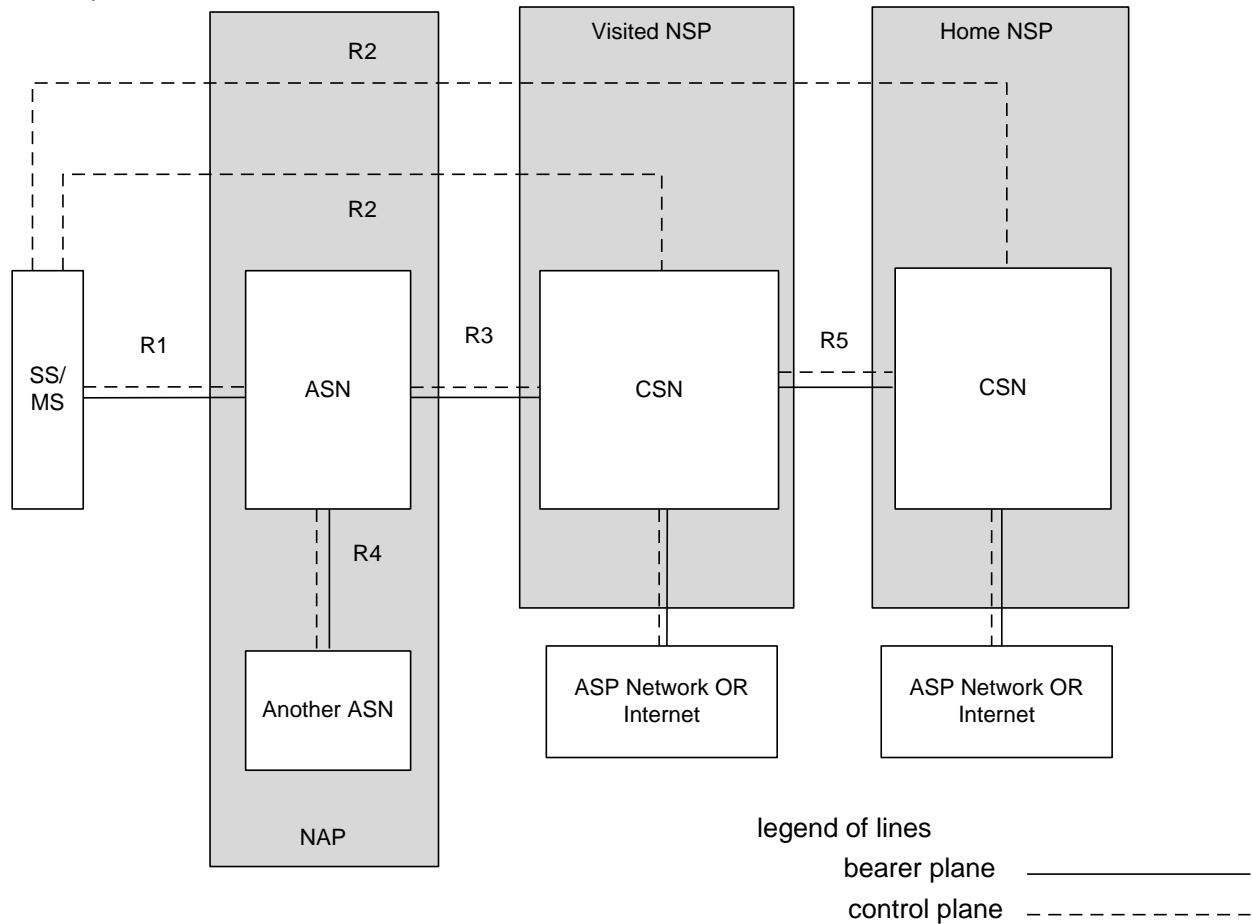 Visited NSP
Home NSP
R2
R2
R1
R3
R5
SS/
MS
ASN
CSN
CSN
R4
Another ASN
ASP Network OR
Internet
ASP Network OR
Internet
NAP
legend of lines
bearer plane
control plane